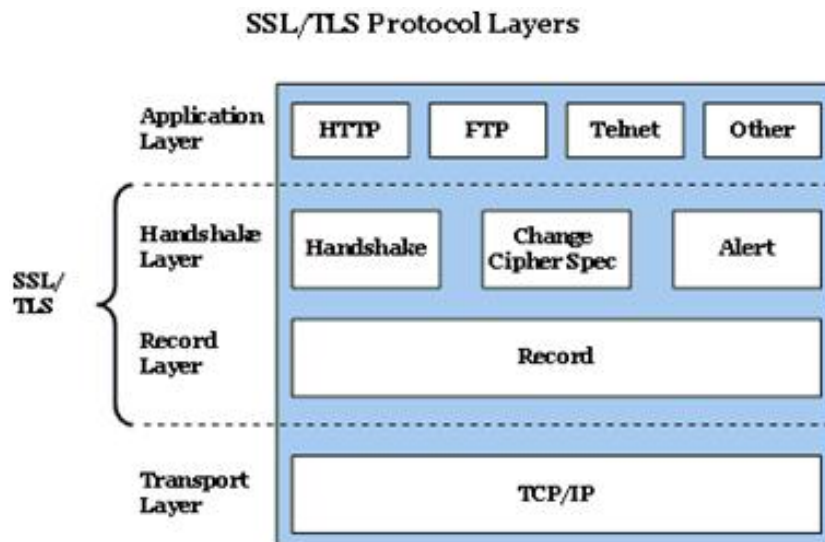 SSL/TLS Protocol Layers
Application
Layer
HTTP
FTP
Telnet
Other
SSL/
TLS
Handshake
Layer
Handshake
Change
Cipher Spec
Alert
Record
Layer
Record
Transport
Layer
TCP/IP